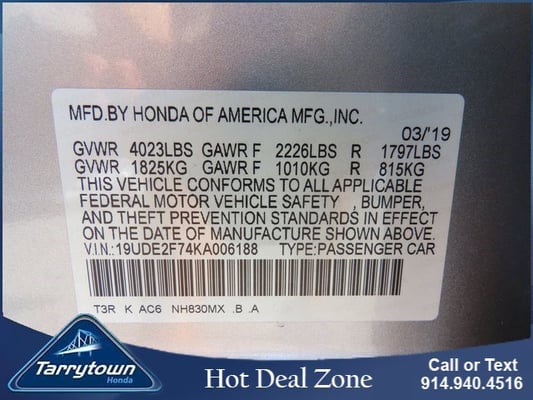 MFD.BY HONDA OF AMERICA MFG.,INC.
03/'19
GVWR 4023LBS GAWR F 2226LBS R 1797LBS
GVWR 1825KG GAWR F 1010KG R 815KG
THIS VEHICLE CONFORMS TO ALL APPLICABLE
FEDERAL MOTOR VEHICLE SAFETY , BUMPER,
AND THEFT PREVENTION STANDARDS IN EFFECT
ON THE DATE OF MANUFACTURE SHOWN ABOVE.
V.I.N.:19UDE2F74KA006188 TYPE:PASSENGER CAR
T3R K AC6 NH830MX .B .A
Tarrytown
Honda
Hot Deal Zone
Call or Text
914.940.4516